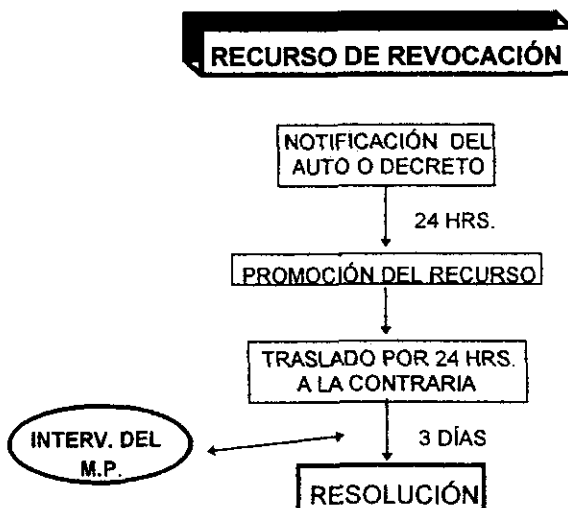 RECURSO DE REVOCACIÓN
NOTIFICACIÓN DEL
AUTO O DECRETO
24 HRS.
PROMOCIÓN DEL RECURSO
TRASLADO POR 24 HRS.
A LA CONTRARIA
INTERV. DEL
M.P.
3 DÍAS
RESOLUCIÓN